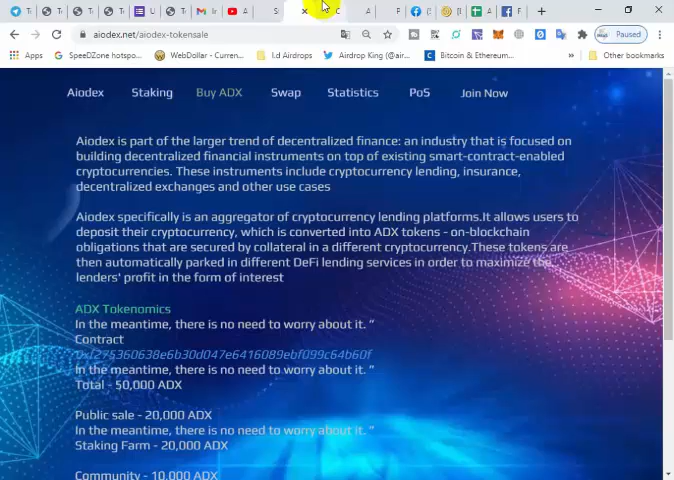 Paused
aiodex.net/aiodex-tokensale
Apps
SpeedZone hotspo...
WebDollar - Curren...
I.d Airdrops
Airdrop King (@air...
Bitcoin & Ethereum...
Other bookmarks
Aiodex Staking Buy ADX Swap Statistics PoS Join Now
Aiodex is part of the larger trend of decentralized finance: an industry that is focused on
building decentralized financial instruments on top of existing smart-contract-enabled
cryptocurrencies. These instruments include cryptocurrency lending, insurance,
decentralized exchanges and other use cases
Aiodex specifically is an aggregator of cryptocurrency lending platforms.It allows users to
deposit their cryptocurrency, which is converted into ADX tokens - on-blockchain
obligations that are secured by collateral in a different cryptocurrency.These tokens are
then automatically parked in different DeFi lending services in order to maximize the
lenders' profit in the form of interest
ADX Tokenomics
In the meantime, there is no need to worry about it. "
Contract
In the meantime, there is no need to worry about it. "
Total - 50,000 ADX
Public sale - 20,000 ADX
In the meantime, there is no need to worry about it. "
Staking Farm - 20,000 ADX
Community - 10,000 ADX